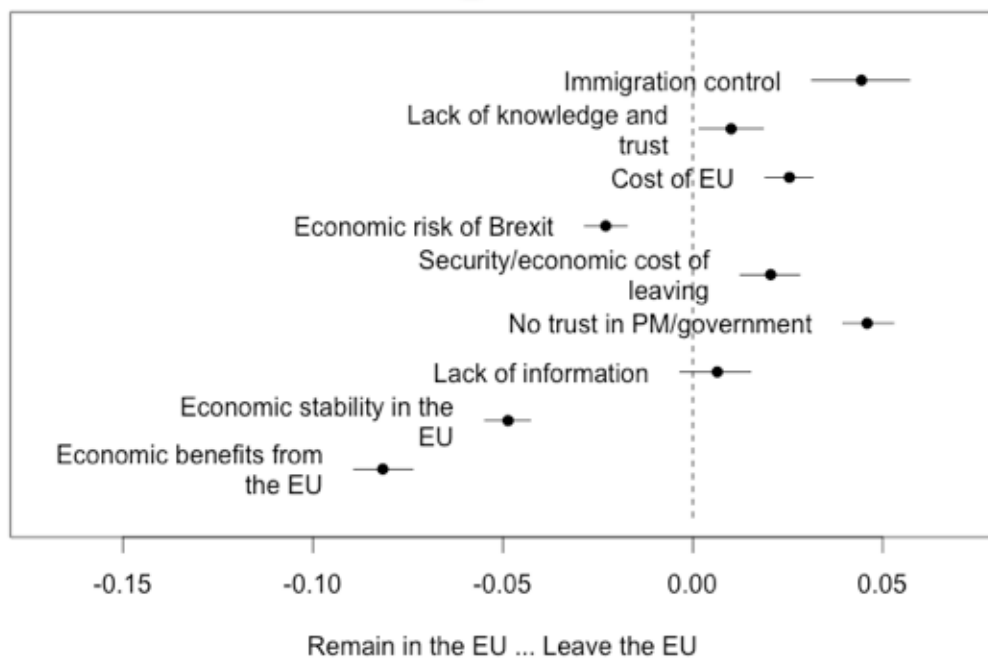 Immigration control
Lack of knowledge and
trust
Cost of EU
Economic risk of Brexit
Security/economic cost of
leaving
No trust in PM/government
Lack of information
Economic stability in the
EU
Economic benefits from
the EU
-0.15 -0.10 -0.05 0.00 0.05
Remain in the EU ... Leave the EU